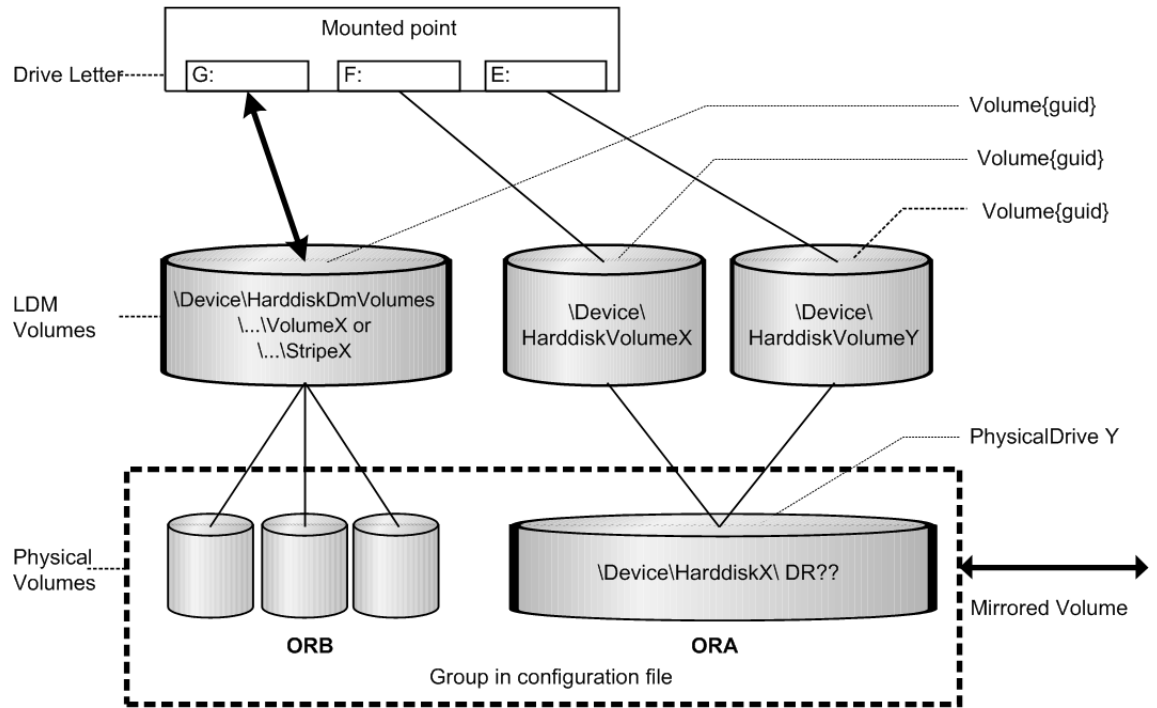 Mounted point
Drive Letter
G:
F:
E:
Volume{guid}
Volume{guid}
Volume{guid}
LDM
Volumes
\Device\HarddiskDmVolumes
\...\VolumeX or
\...\StripeX
\Device\
HarddiskVolumeX
\Device\
HarddiskVolumeY
PhysicalDrive Y
Physical
Volumes
\Device\HarddiskX\ DR??
Mirrored Volume
ORB
ORA
Group in configuration file